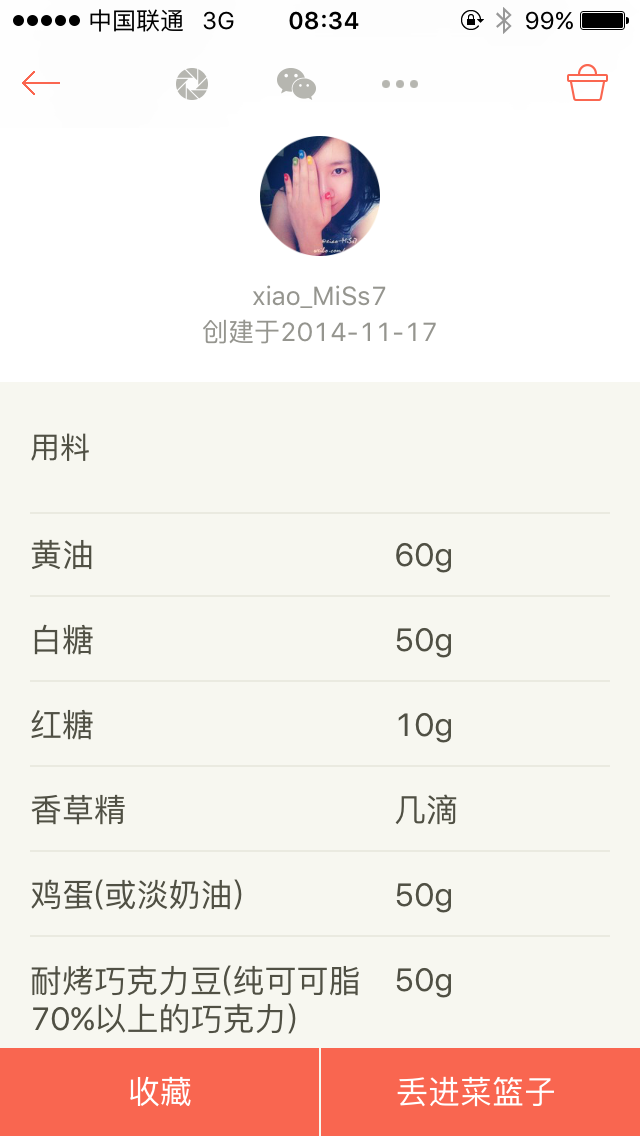 中国联通 3G 08:34 99%
xiao_MiSs7
创建于2014-11-17
用料
黄油 60g
白糖 50g
红糖 10g
香草精 几滴
鸡蛋(或淡奶油) 50g
耐烤巧克力豆(纯可可脂 50g
70%以上的巧克力)
收藏 丢进菜篮子